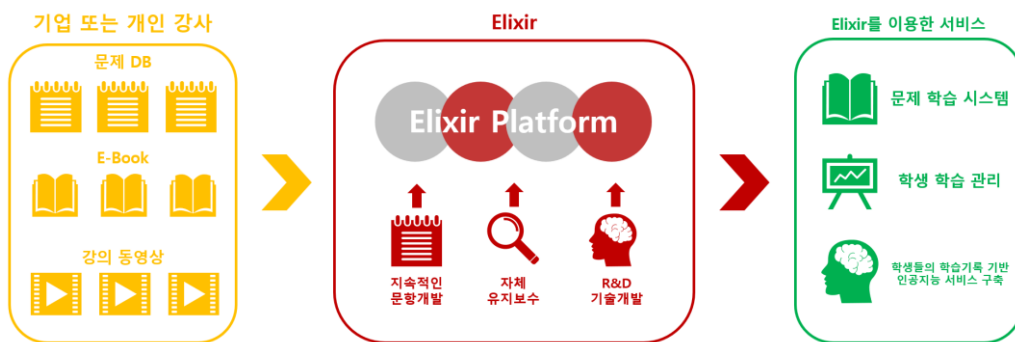 기업 또는 개인 강사
문제 DB
E-Book
강의 동영상
Elixir
Elixir Platform
지속적인
문항개발
자체
유지보수
R&D
기술개발
Elixir를 이용한 서비스
문제 학습 시스템
학생 학습 관리
학생들의 학습기록 기반
인공지능 서비스 구축